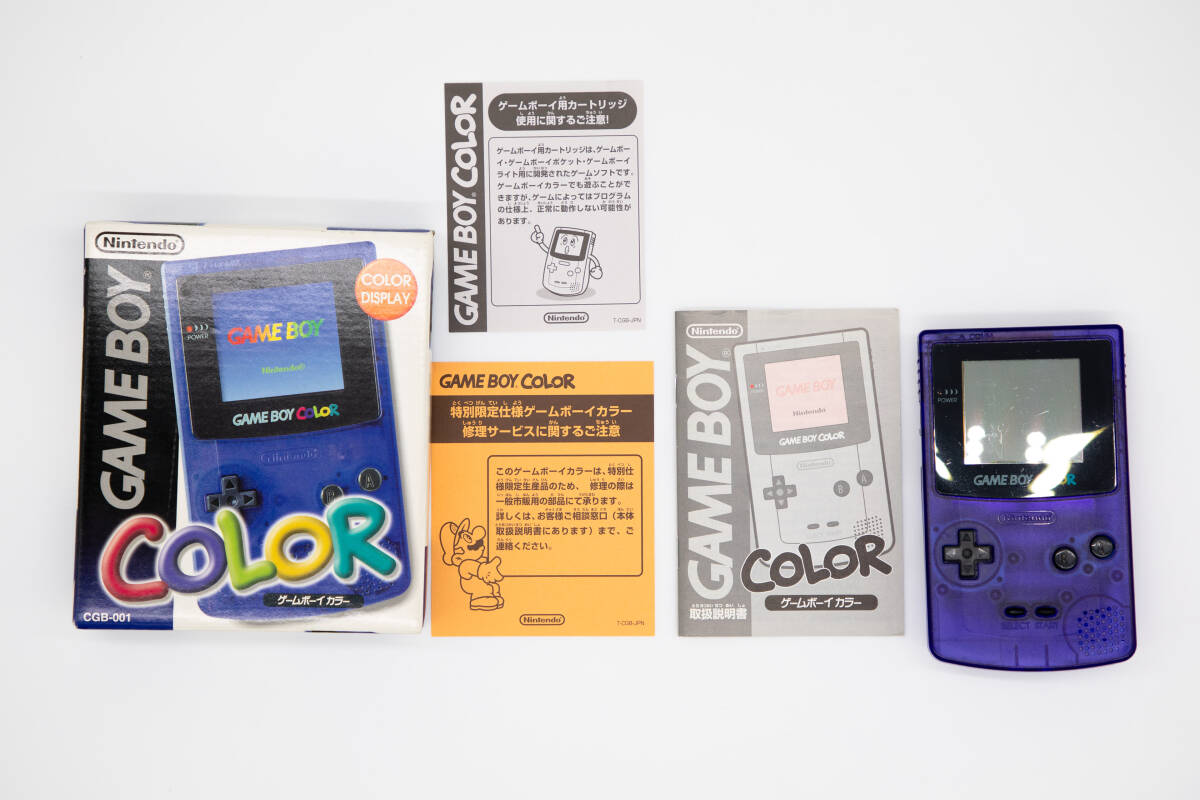 Nintendo®
GAME BOY®
COLOR
DISPLAY
POWER
GAME BOY
Nintendo®
GAME BOY COLOR
Nintendo
B
A
COLOR
ゲームボーイ カラー
CGB-001
GAME BOY COLOR
ゲームボーイ用カートリッジ
使用に関するご注意!
ゲームボーイ用カートリッジは、ゲームボー
イ・ゲームボーイポケット・ゲームボーイ
ライト用に開発されたゲームソフトです。
ゲームボーイカラーでも遊ぶことがで
きますが、ゲームによってはプログラム
の仕様上、正常に動作しない可能性が
あります。
Nintendo
T-CGB-JPN
GAME BOY COLOR
特別限定仕様ゲームボーイカラー
修理サービスに関するご注意
このゲームボーイカラーは、特別仕
様限定生産品のため、 修理の際は
一般市販用の部品にて承ります。
詳しくは、お客様ご相談窓口（本体
取扱説明書にあります）まで、ご
連絡ください。
Nintendo
T-CGB-JPN
Nintendo®
GAME BOY®
POWER
GAME BOY
Nintendo
GAME BOY COLOR
Nintendo
B
A
COLOR
取扱説明書
ゲームボーイ カラー
COMM
POWER
GAME BOY COLOR
Nintendo
B
A
SELECT START